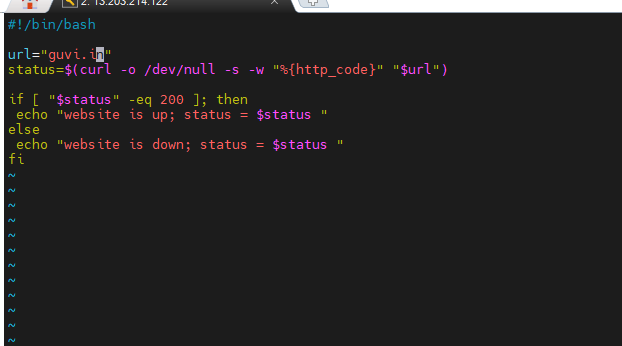 2. 13.203.214.122
#!/bin/bash
url="guvi.in"
status=$(curl -o /dev/null -s -w "%{http_code}" "$url")
if [ "$status" -eq 200 ]; then
 echo "website is up; status = $status "
else
 echo "website is down; status = $status "
fi
~
~
~
~
~
~
~
~
~
~
~
~